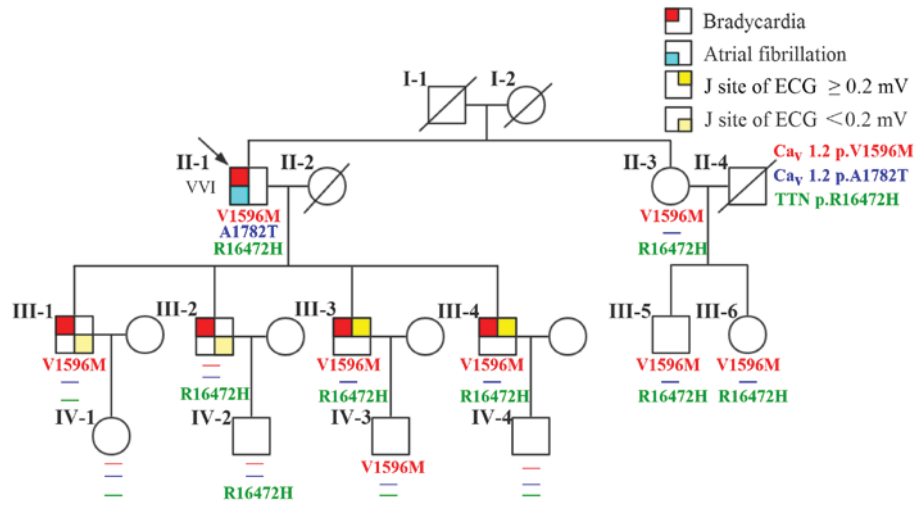 Bradycardia
Atrial fibrillation
J site of ECG ≥ 0.2 mV
J site of ECG <0.2 mV
I-1 I-2
II-1 II-2 II-3 II-4
VVI
Cav 1.2 p.V1596M
Cav 1.2 p.A1782T
TTN p.R16472H
V1596M
A1782T
R16472H
V1596M
—
R16472H
III-1 III-2 III-3 III-4 III-5 III-6
V1596M — V1596M V1596M V1596M V1596M
— — — — — —
— R16472H R16472H R16472H R16472H R16472H
IV-1 IV-2 IV-3 IV-4
— — V1596M —
— — — —
— R16472H — —